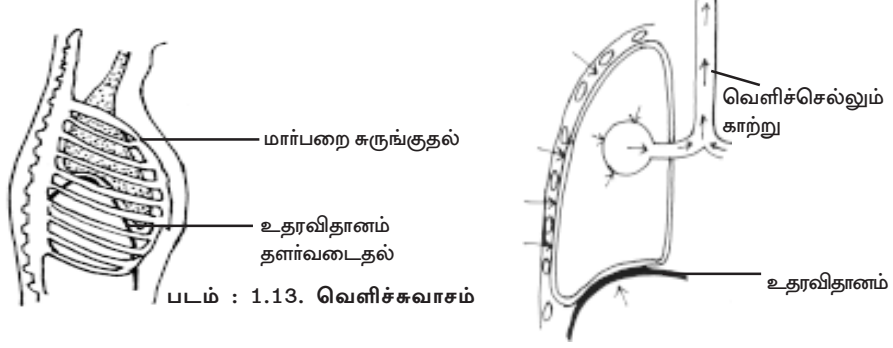 மார்பறை சுருங்குதல்
உதரவிதானம்
தளர்வடைதல்
படம் : 1.13. வெளிச்சுவாசம்
வெளிச்செல்லும்
காற்று
உதரவிதானம்